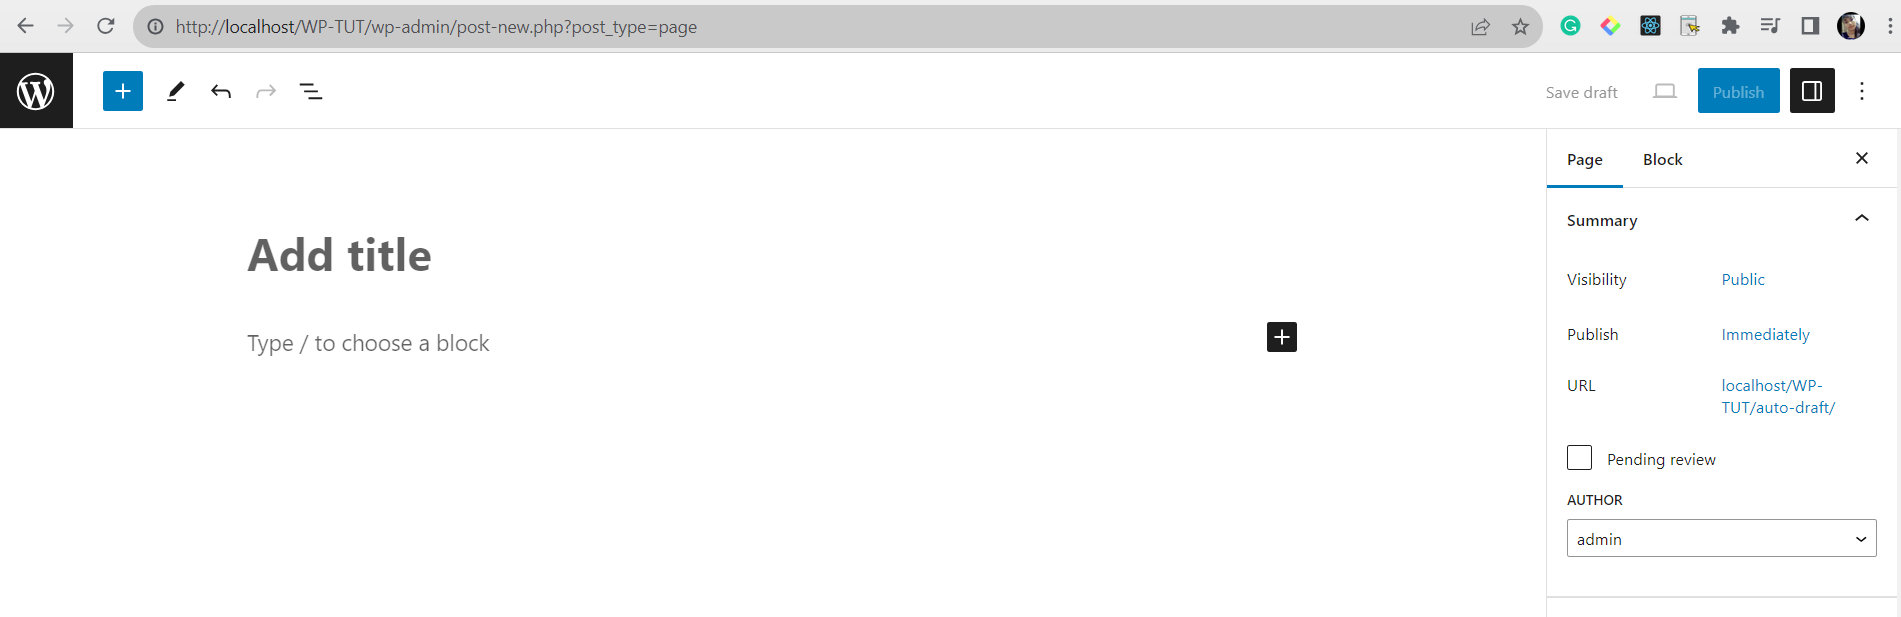 http://localhost/WP-TUT/wp-admin/post-new.php?post_type=page
Save draft
Publish
Page Block
Summary
Add title
Visibility Public
Type / to choose a block
Publish Immediately
URL localhost/WP-
TUT/auto-draft/
Pending review
AUTHOR
admin